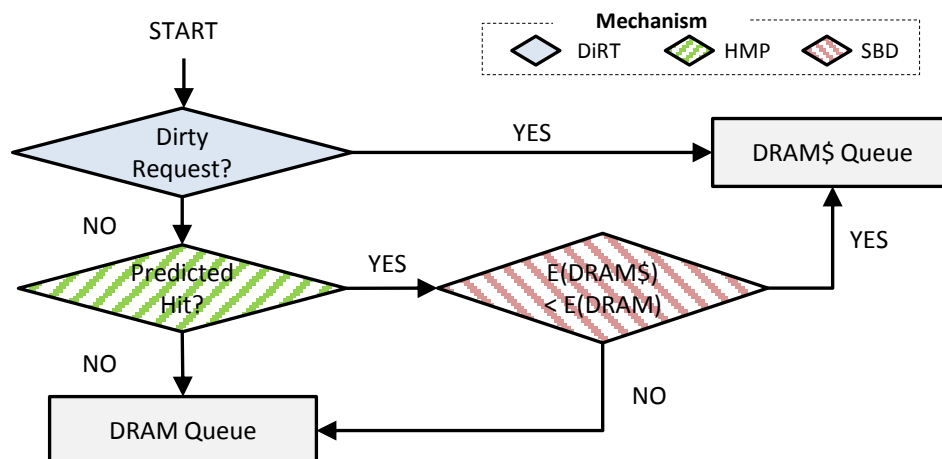 START
Mechanism
DiRT
HMP
SBD
Dirty
Request?
YES
DRAM$ Queue
NO
YES
Predicted
Hit?
YES
E(DRAM$)
< E(DRAM)
NO
NO
DRAM Queue